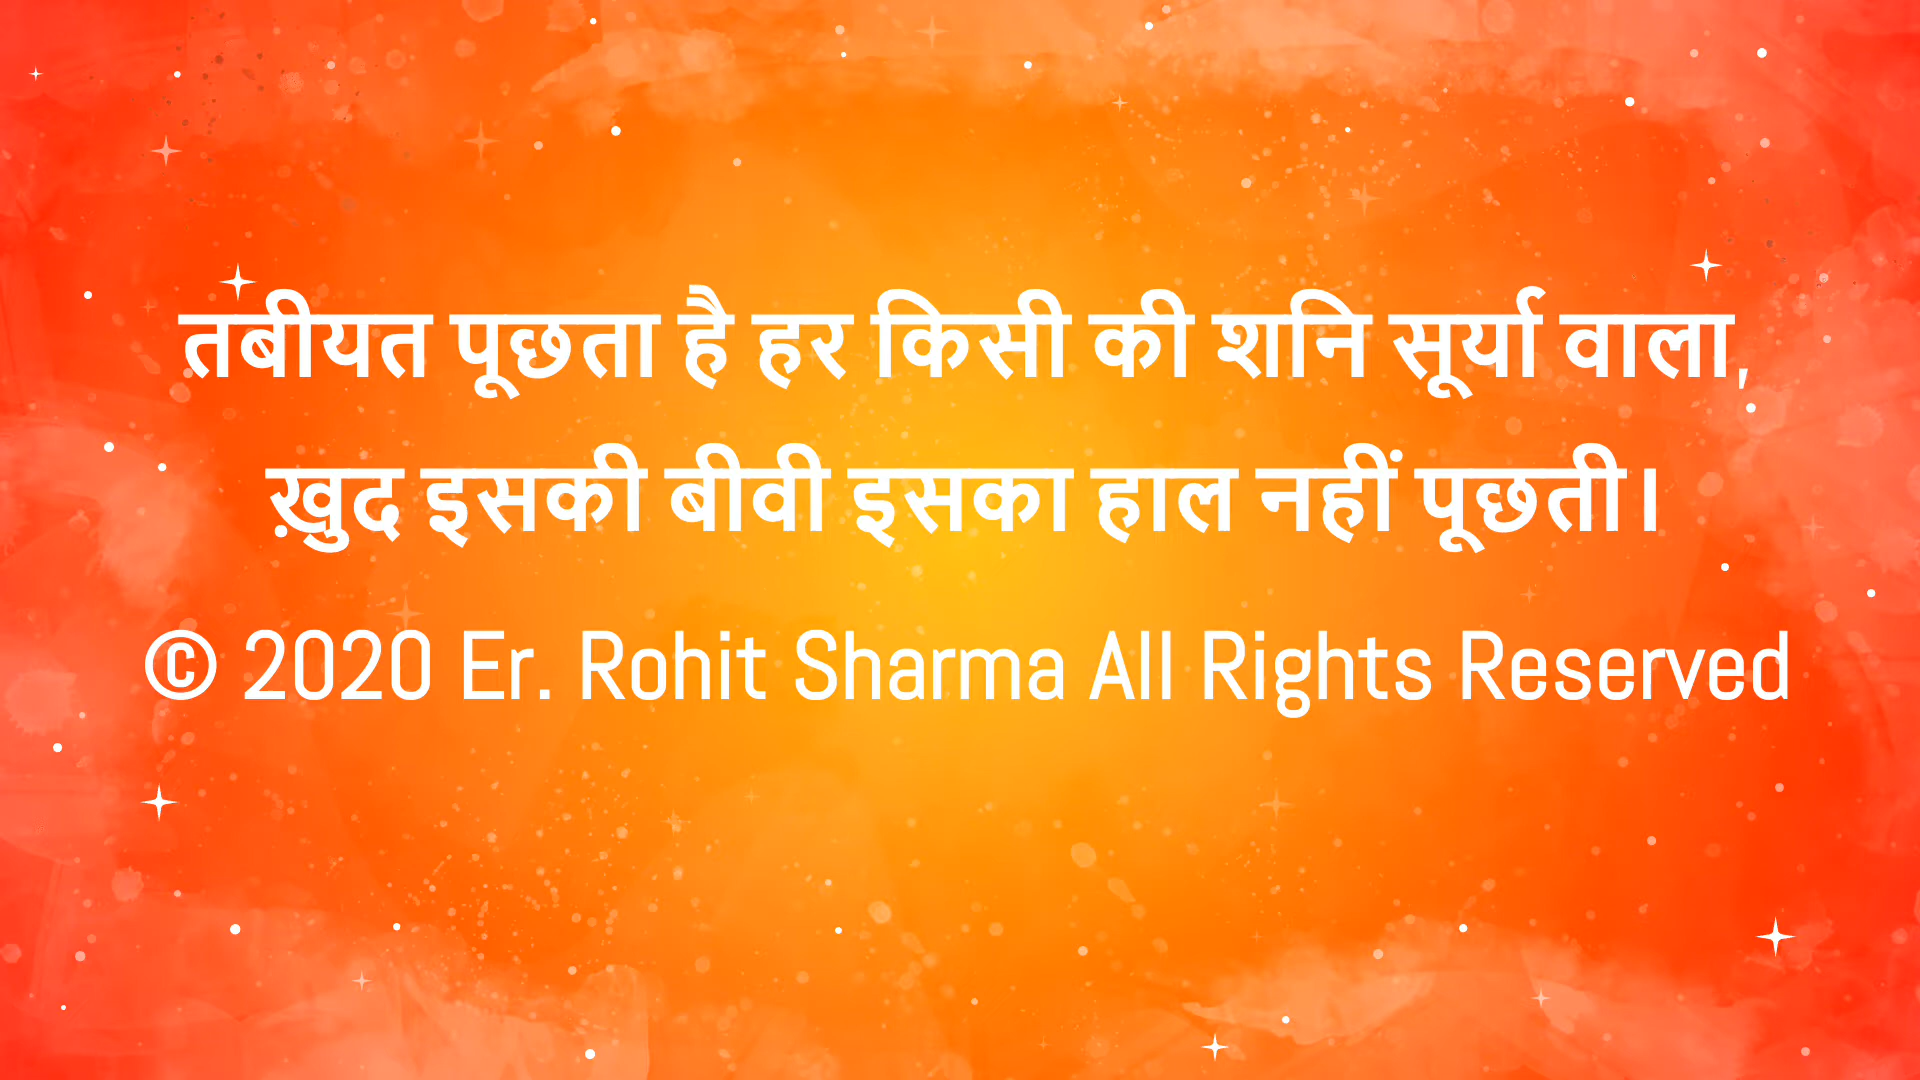 तबीयत पूछता है हर किसी की शनि सूर्या वाला,
ख़ुद इसकी बीवी इसका हाल नहीं पूछती।
© 2020 Er. Rohit Sharma All Rights Reserved